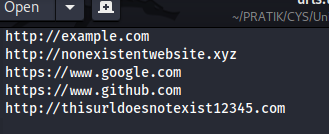 Open
~/PRATIK/CYS/Un
http://example.com
http://nonexistentwebsite.xyz
https://www.google.com
https://www.github.com
http://thisurldoesnotexist12345.com